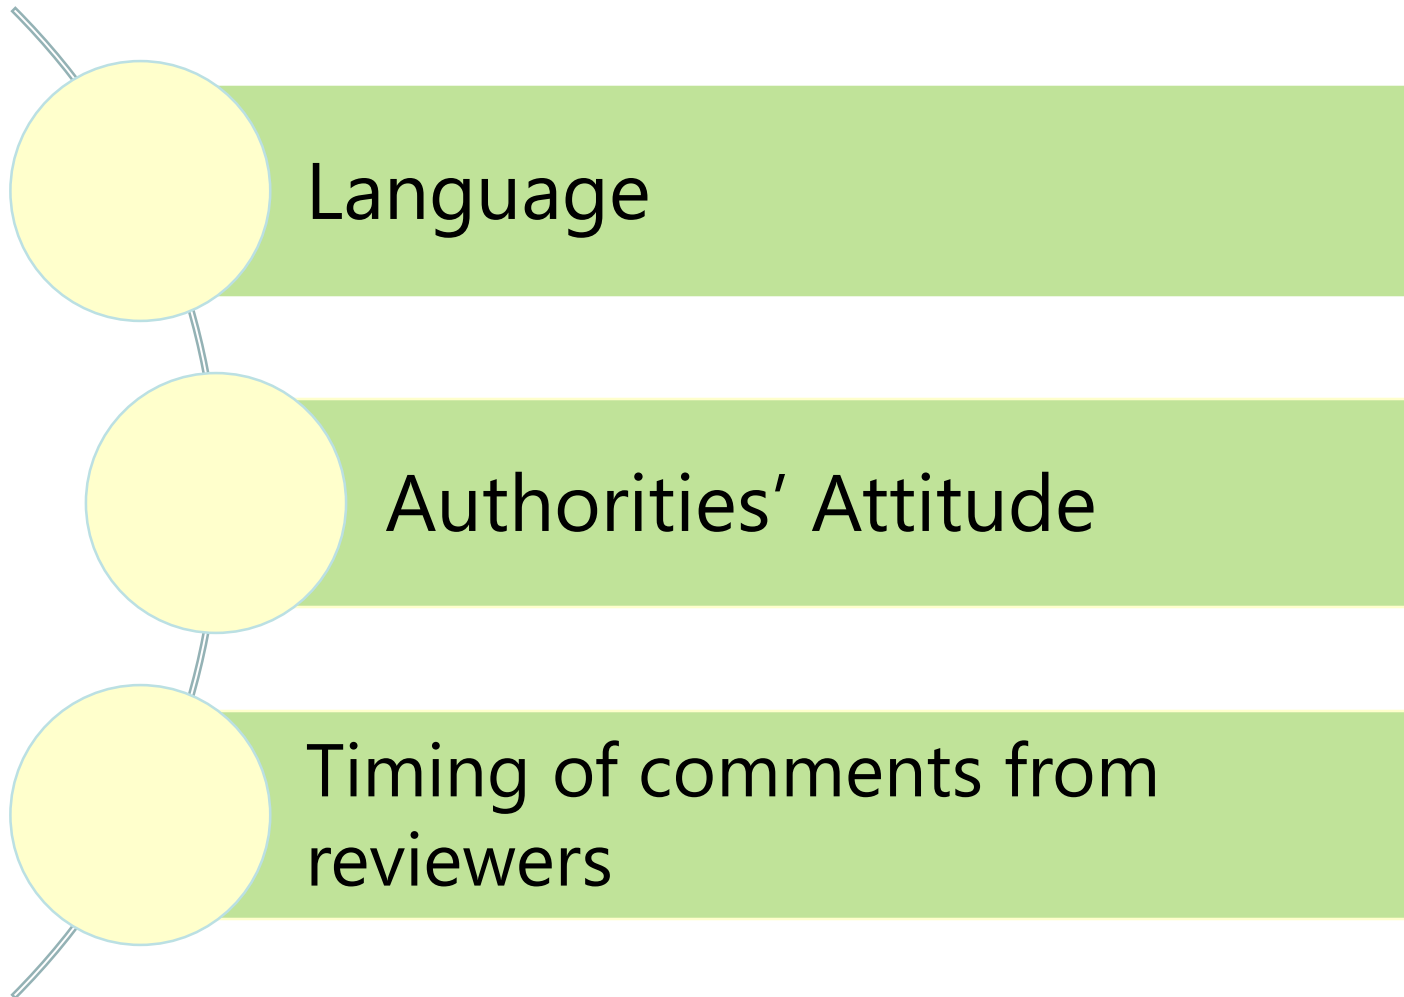 Language
Authorities’ Attitude
Timing of comments from
reviewers